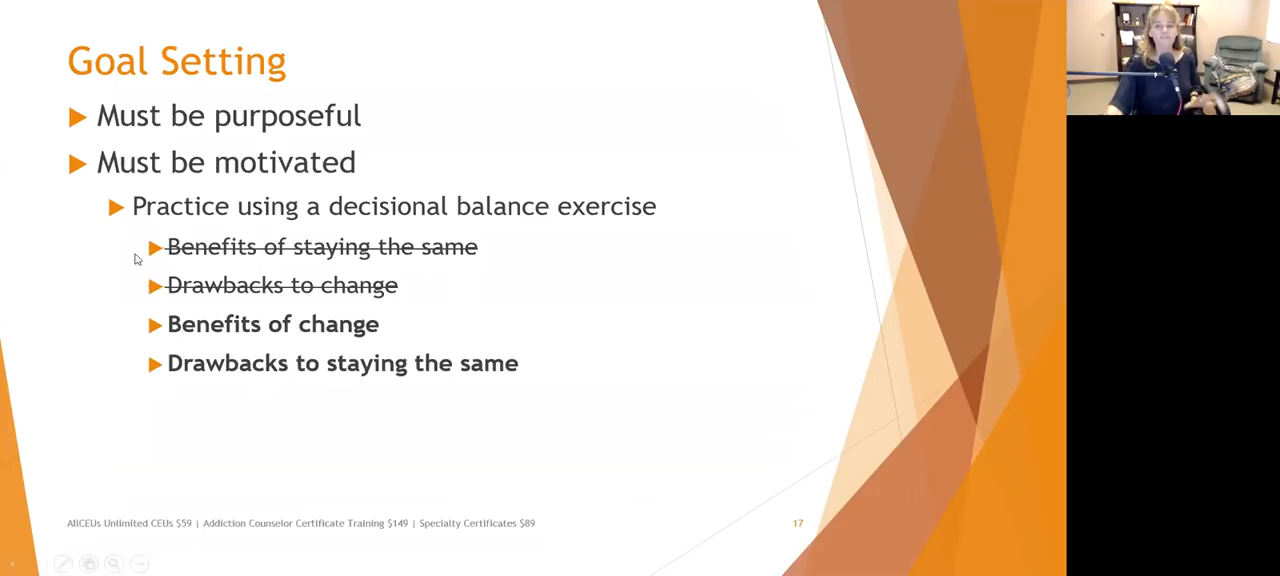 Goal Setting
Must be purposeful
Must be motivated
Practice using a decisional balance exercise
Benefits of staying the same
Drawbacks to change
Benefits of change
Drawbacks to staying the same
AllCEUs Unlimited CEUs $59 | Addiction Counselor Certificate Training $149 | Specialty Certificates $89
17